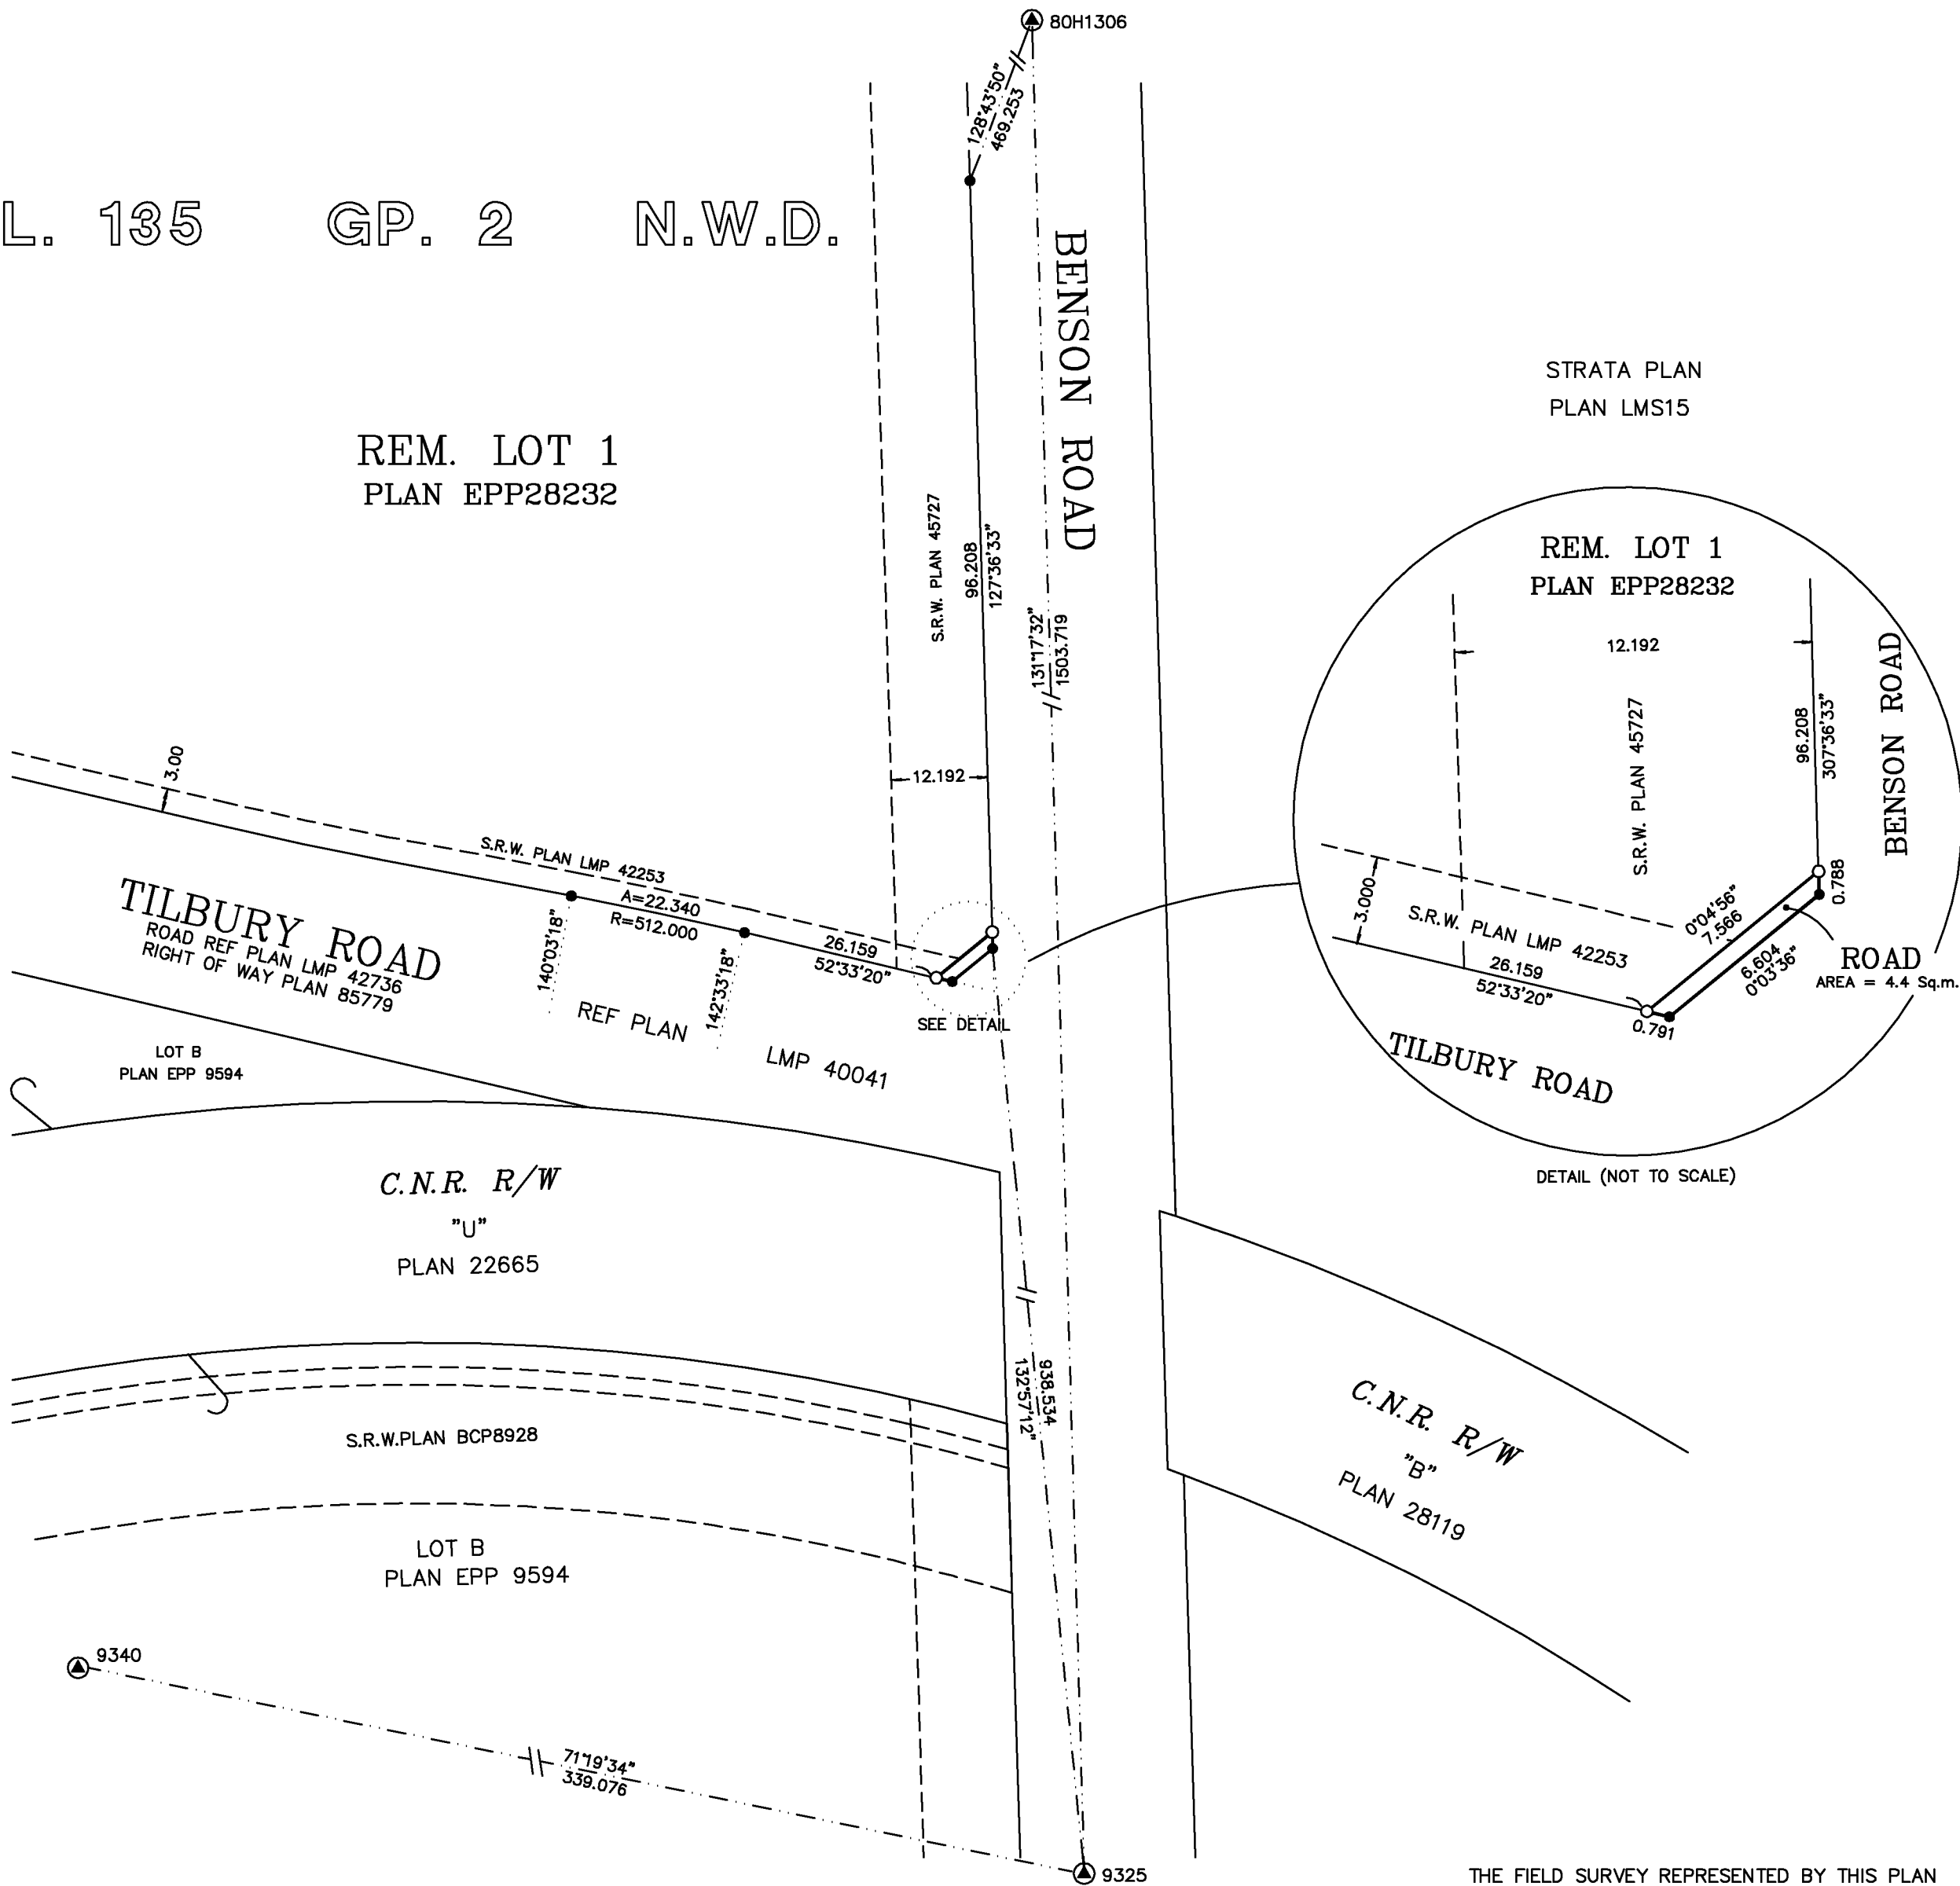 80H1306
128°43'50"
469.253
L. 135 GP. 2 N.W.D.
BENSON ROAD
STRATA PLAN
PLAN LMS15
REM. LOT 1
PLAN EPP28232
S.R.W. PLAN 45727
96.208
127°36'33"
131°17'32"
1503.719
12.192
3.00
S.R.W. PLAN LMP 42253
A=22.340
R=512.000
26.159
52°33'20"
TILBURY ROAD
ROAD REF PLAN LMP 42736
RIGHT OF WAY PLAN 85779
140°03'18"
142°33'18"
REF PLAN
LMP 40041
SEE DETAIL
REM. LOT 1
PLAN EPP28232
12.192
S.R.W. PLAN 45727
96.208
307°36'33"
BENSON ROAD
0.788
3.000
S.R.W. PLAN LMP 42253
0°04'56"
7.566
6.604
0°03'36"
ROAD
AREA = 4.4 Sq.m.
26.159
52°33'20"
0.791
TILBURY ROAD
DETAIL (NOT TO SCALE)
LOT B
PLAN EPP 9594
C.N.R. R/W
"U"
PLAN 22665
938.534
132°57'12"
S.R.W.PLAN BCP8928
C.N.R. R/W
"B"
PLAN 28119
LOT B
PLAN EPP 9594
9340
71°19'34"
339.076
9325
THE FIELD SURVEY REPRESENTED BY THIS PLAN